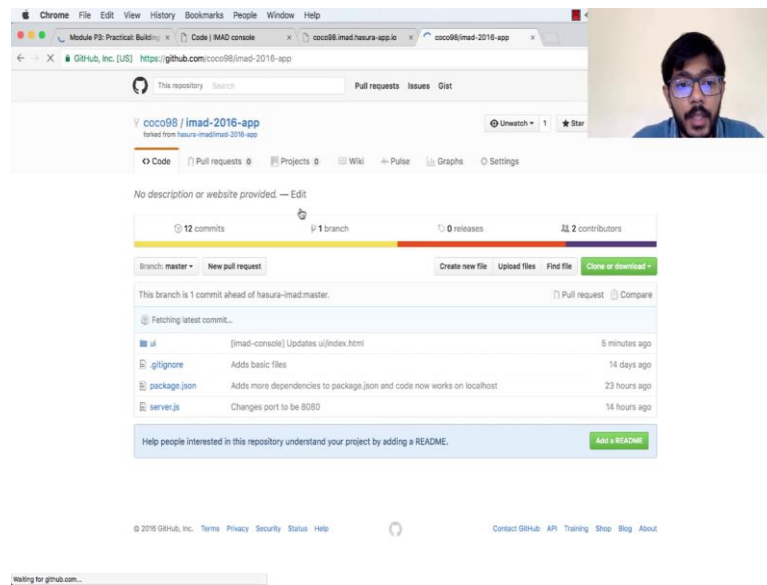 Chrome File Edit View History Bookmarks People Window Help
Module P3: Practical: Building
Code | IMAD console
coco98.imad.hasura-app.io
coco98/imad-2016-app
GitHub, Inc. [US] https://github.com/coco98/imad-2016-app
This repository Search Pull requests Issues Gist
coco98 / imad-2016-app
Unwatch 1 Star
forked from hasura-imad/imad-2016-app
Code Pull requests 0 Projects 0 Wiki Pulse Graphs Settings
No description or website provided. — Edit
12 commits 1 branch 0 releases 2 contributors
Branch: master New pull request Create new file Upload files Find file Clone or download
This branch is 1 commit ahead of hasura-imad:master. Pull request Compare
Fetching latest commit...
ui [imad-console] Updates ui/index.html 5 minutes ago
.gitignore Adds basic files 14 days ago
package.json Adds more dependencies to package.json and code now works on localhost 23 hours ago
server.js Changes port to be 8080 14 hours ago
Help people interested in this repository understand your project by adding a README. Add a README
© 2016 GitHub, Inc. Terms Privacy Security Status Help Contact GitHub API Training Shop Blog About
Waiting for github.com...